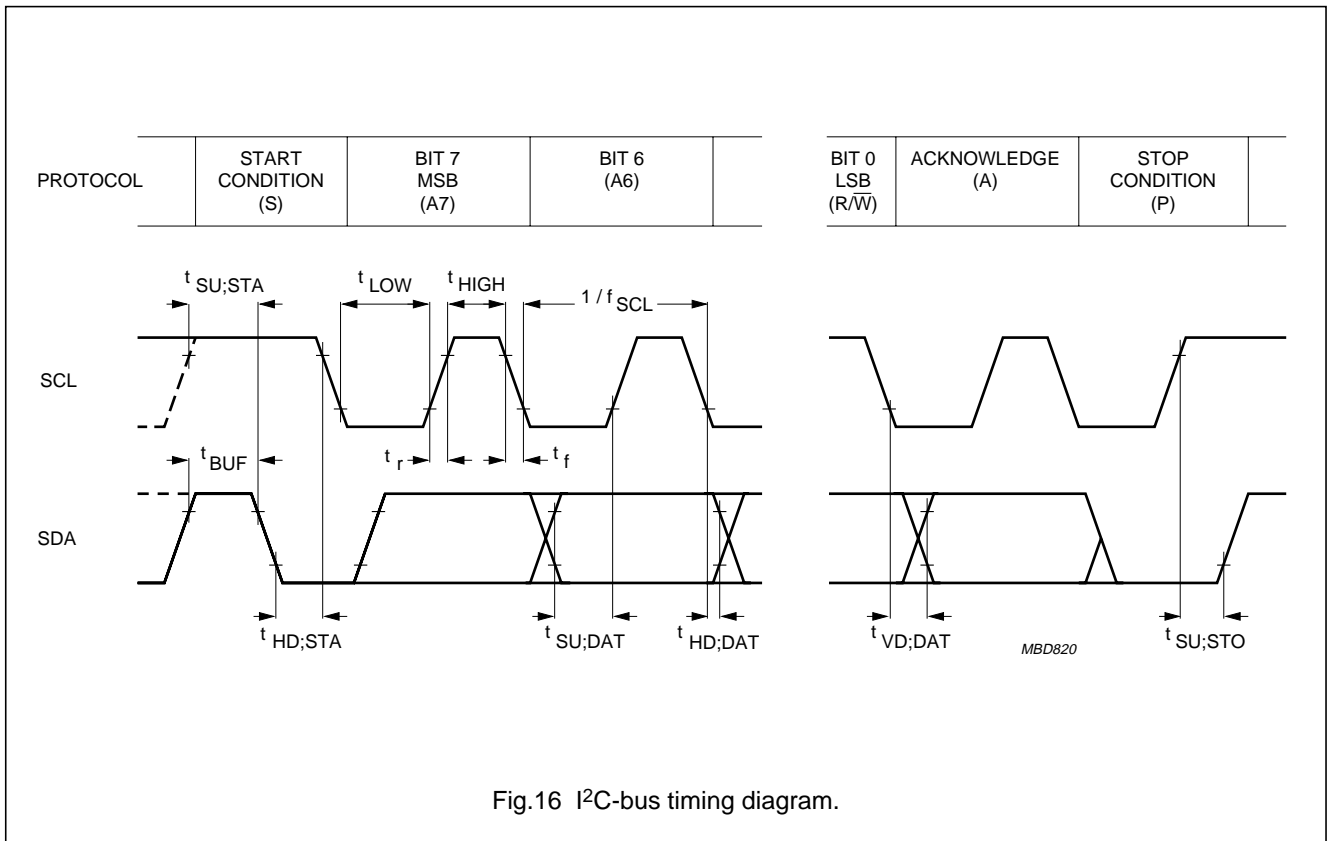 PROTOCOL
START
CONDITION
(S)
BIT 7
MSB
(A7)
BIT 6
(A6)
BIT 0
LSB
(R/W̅)
ACKNOWLEDGE
(A)
STOP
CONDITION
(P)
t SU;STA
t LOW
t HIGH
1 / f SCL
SCL
t BUF
t r
t f
SDA
t HD;STA
t SU;DAT
t HD;DAT
t VD;DAT
MBD820
t SU;STO
Fig.16 I²C-bus timing diagram.